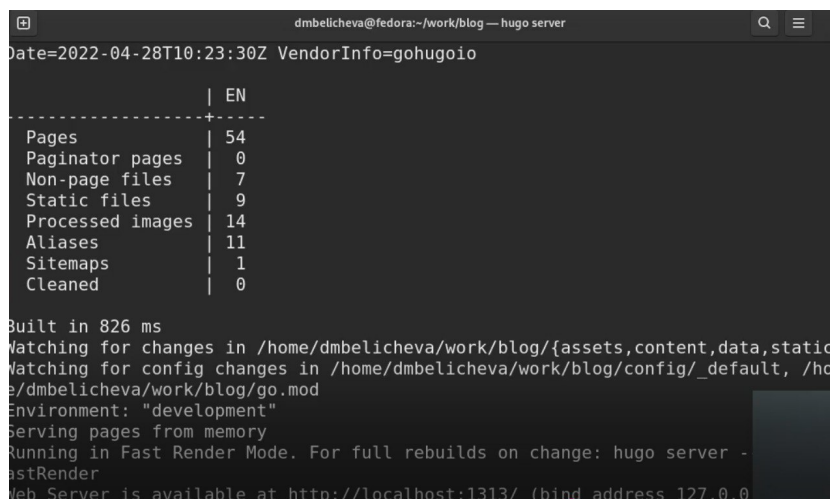 dmbelicheva@fedora:~/work/blog — hugo server
Date=2022-04-28T10:23:30Z VendorInfo=gohugoio
| EN
-------------------+-----
Pages | 54
Paginator pages | 0
Non-page files | 7
Static files | 9
Processed images | 14
Aliases | 11
Sitemaps | 1
Cleaned | 0
Built in 826 ms
Watching for changes in /home/dmbelicheva/work/blog/{assets,content,data,static
Watching for config changes in /home/dmbelicheva/work/blog/config/_default, /ho
e/dmbelicheva/work/blog/go.mod
Environment: "development"
Serving pages from memory
Running in Fast Render Mode. For full rebuilds on change: hugo server -
astRender
Web Server is available at http://localhost:1313/ (bind address 127.0.0